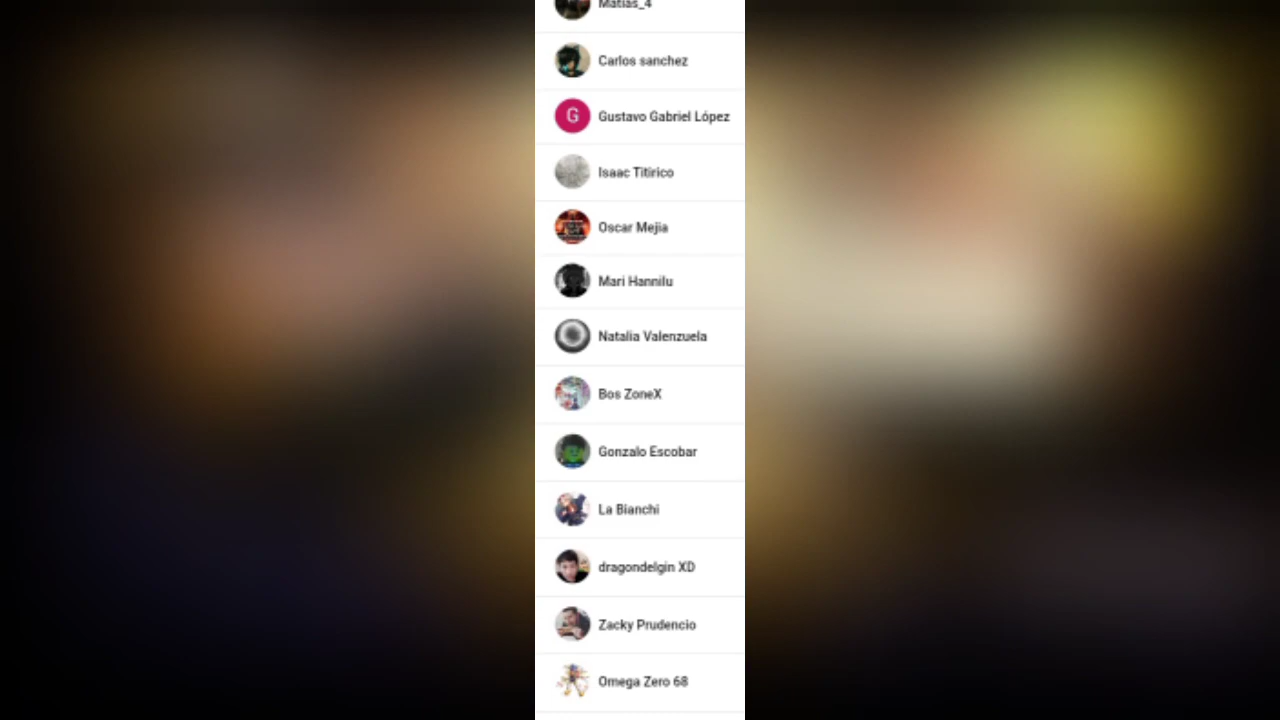 Matias_4
Carlos sanchez
G
Gustavo Gabriel López
Isaac Titirico
Oscar Mejia
Mari Hannilu
Natalia Valenzuela
Bos ZoneX
Gonzalo Escobar
La Bianchi
dragondelgin XD
Zacky Prudencio
Omega Zero 68